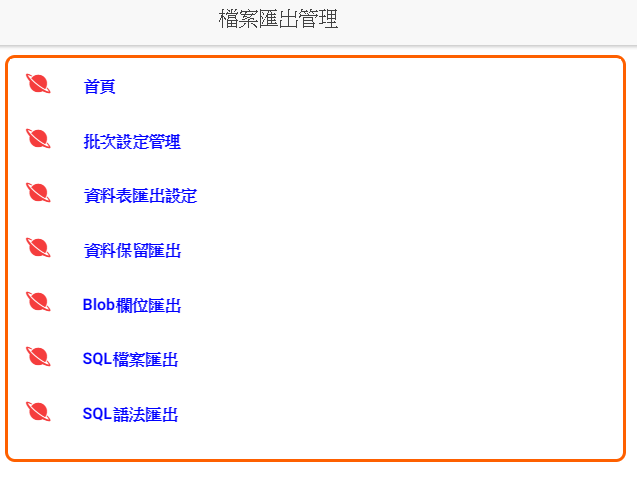 檔案匯出管理
首頁
批次設定管理
資料表匯出設定
資料保留匯出
Blob欄位匯出
SQL檔案匯出
SQL語法匯出